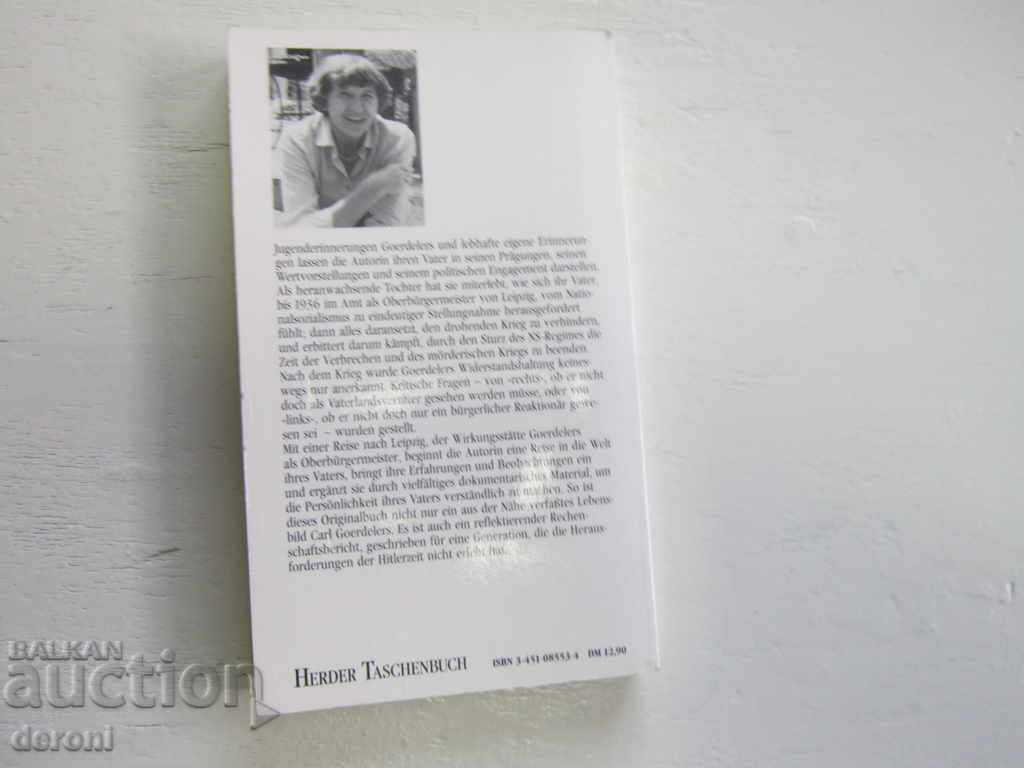 Jugenderinnerungen Goerdelers und lebhafte eigene Erinnerun-
gen lassen die Autorin ihren Vater in seinen Prägungen, seinen
Wertvorstellungen und seinem politischen Engagement darstellen.
Als heranwachsende Tochter hat sie miterlebt, wie sich ihr Vater,
bis 1936 im Amt als Oberbürgermeister von Leipzig, vom Natio-
nalsozialismus zu eindeutiger Stellungnahme herausgefordert
fühlt; dann alles daransetzt, den drohenden Krieg zu verhindern,
und erbittert darum kämpft, durch den Sturz des NS-Regimes die
Zeit der Verbrechen und des mörderischen Kriegs zu beenden.
Nach dem Krieg wurde Goerdelers Widerstandshaltung keines-
wegs nur anerkannt. Kritische Fragen – von ‹rechts›, ob er nicht
doch als Vaterlandsverräter gesehen werden müsse, oder von
‹links›, ob er nicht doch nur ein bürgerlicher Reaktionär gewe-
sen sei – wurden gestellt.
Mit einer Reise nach Leipzig, der Wirkungsstätte Goerdelers
als Oberbürgermeister, beginnt die Autorin eine Reise in die Welt
ihres Vaters, bringt ihre Erfahrungen und Beobachtungen ein
und ergänzt sie durch vielfältiges dokumentarisches Material, um
die Persönlichkeit ihres Vaters verständlich zu machen. So ist
dieses Originalbuch nicht nur ein aus der Nähe verfaßtes Lebens-
bild Carl Goerdelers. Es ist auch ein reflektierender Rechen-
schaftsbericht, geschrieben für eine Generation, die die Heraus-
forderungen der Hitlerzeit nicht erlebt hat.
HERDER TASCHENBUCH ISBN 3-451-08553-4 DM 12.90
BALKAN
auction
deroni